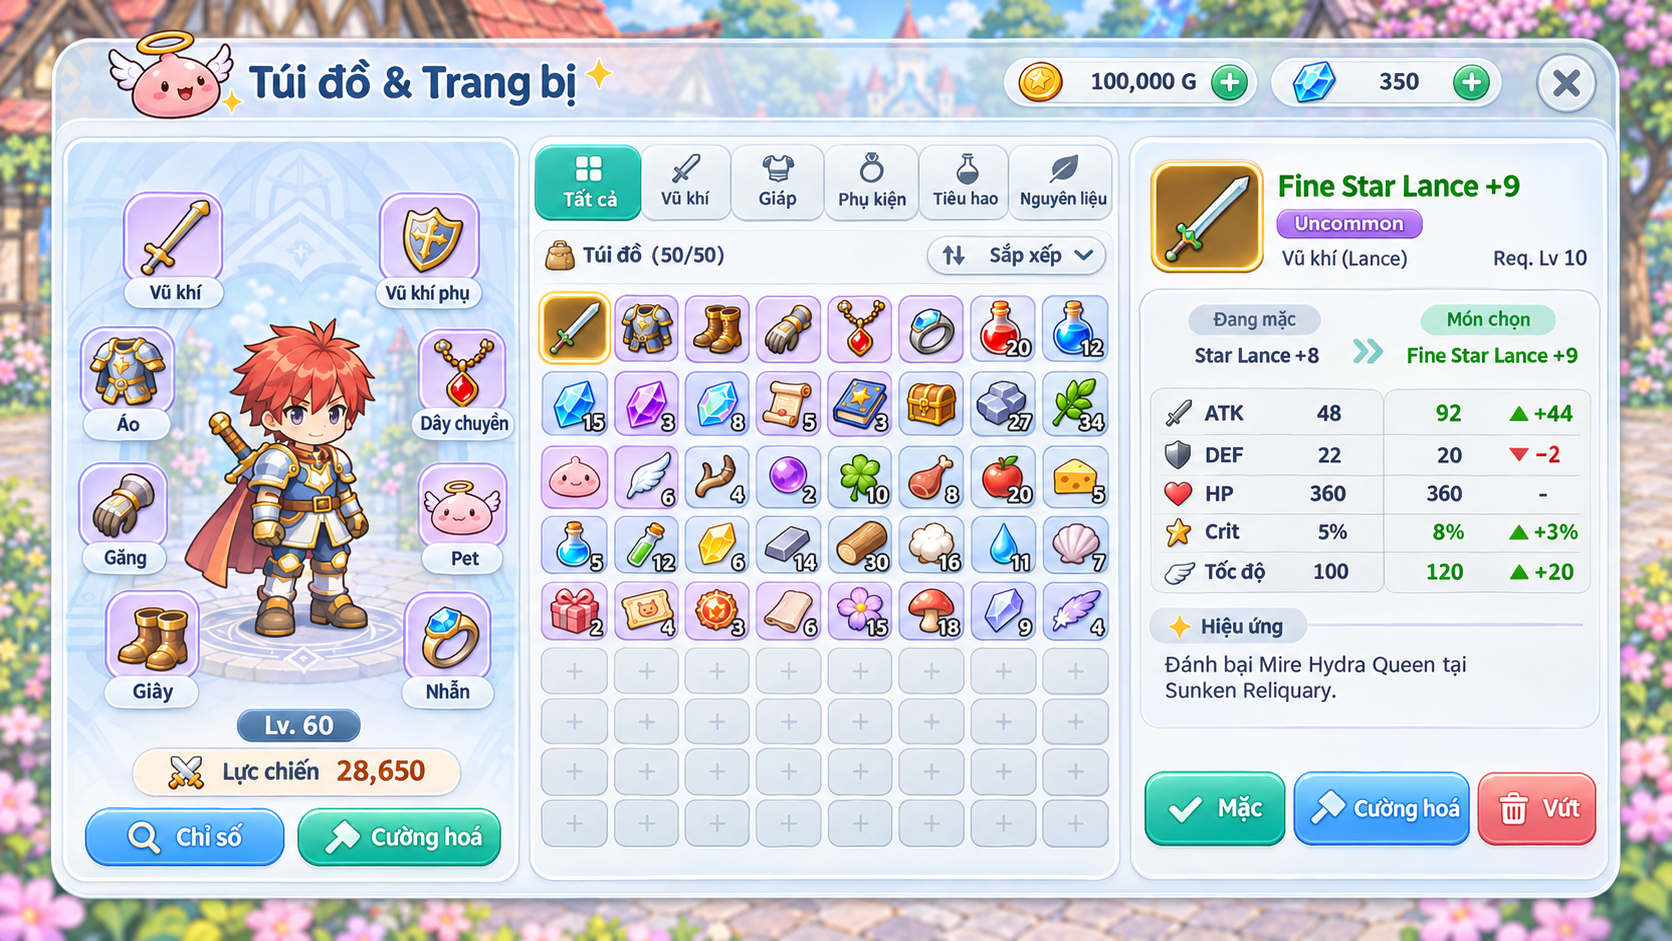 Túi đồ & Trang bị
100,000 G
350
Vũ khí
Vũ khí phụ
Áo
Dây chuyền
Găng
Pet
Giây
Nhẫn
Lv. 60
Lực chiến 28,650
Chỉ số
Cường hoá
Tất cả
Vũ khí
Giáp
Phụ kiện
Tiêu hao
Nguyên liệu
Túi đồ (50/50)
Sắp xếp
20 12
15 3 8 5 3 27 34
6 4 2 10 8 20 5
5 12 6 14 30 16 11 7
2 4 3 6 15 18 9 4
Fine Star Lance +9
Uncommon
Vũ khí (Lance)
Req. Lv 10
Đang mặc
Món chọn
Star Lance +8
Fine Star Lance +9
ATK 48 92 ▲ +44
DEF 22 20 ▼ −2
HP 360 360 -
Crit 5% 8% ▲ +3%
Tốc độ 100 120 ▲ +20
Hiệu ứng
Đánh bại Mire Hydra Queen tại
Sunken Reliquary.
Mặc
Cường hoá
Vứt